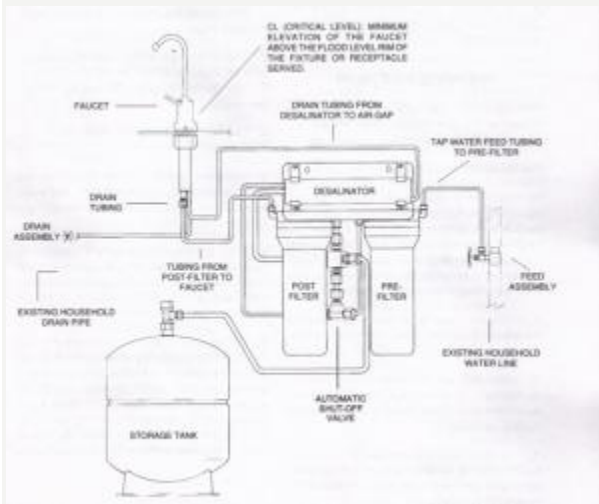 CL (CRITICAL LEVEL): MINIMUM
ELEVATION OF THE FAUCET
ABOVE THE FLOOD LEVEL RIM OF
THE FIXTURE OR RECEPTACLE
SERVED.
FAUCET
DRAIN TUBING FROM
DESALINATOR TO AIR-GAP
TAP WATER FEED TUBING
TO PRE-FILTER
DESALINATOR
DRAIN
TUBING
DRAIN
ASSEMBLY
TUBING FROM
POST-FILTER TO
FAUCET
POST
FILTER
PRE-
FILTER
FEED
ASSEMBLY
EXISTING HOUSEHOLD
DRAIN PIPE
EXISTING HOUSEHOLD
WATER LINE
AUTOMATIC
SHUT-OFF
VALVE
STORAGE TANK